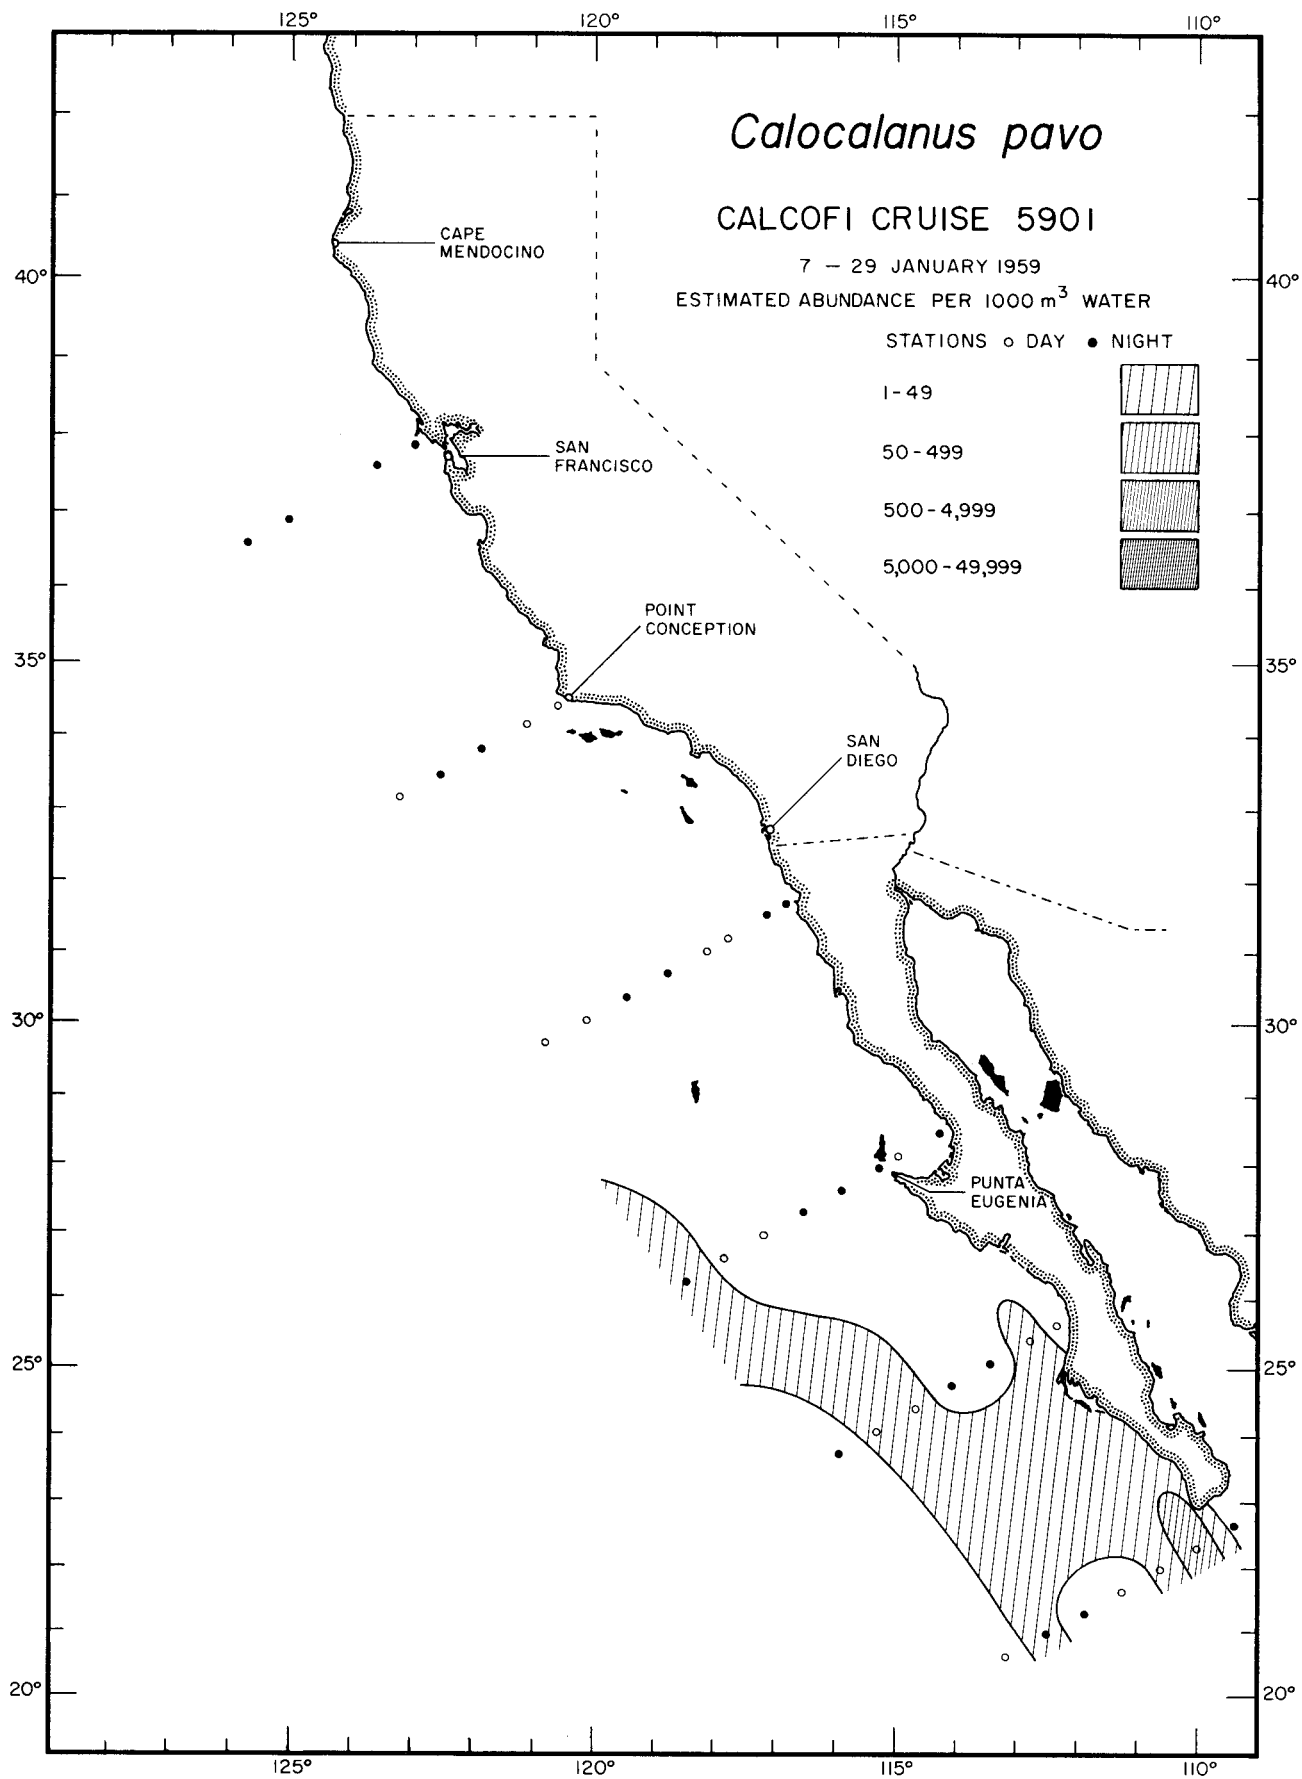 125° 120° 115° 110°
Calocalanus pavo
CALCOFI CRUISE 5901
7 – 29 JANUARY 1959
ESTIMATED ABUNDANCE PER 1000 m³ WATER
STATIONS ○ DAY ● NIGHT
1-49
50-499
500-4,999
5,000-49,999
CAPE
MENDOCINO
40° 40°
SAN
FRANCISCO
POINT
CONCEPTION
35° 35°
SAN
DIEGO
30° 30°
PUNTA
EUGENIA
25° 25°
20° 20°
125° 120° 115° 110°